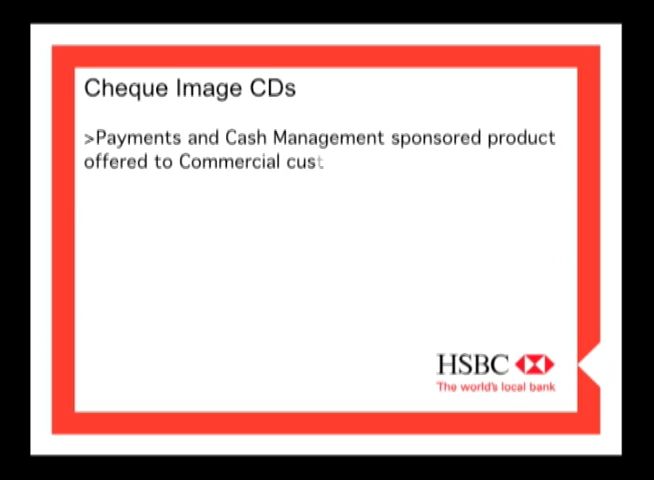 Cheque Image CDs
>Payments and Cash Management sponsored product
offered to Commercial cust
HSBC
The world's local bank